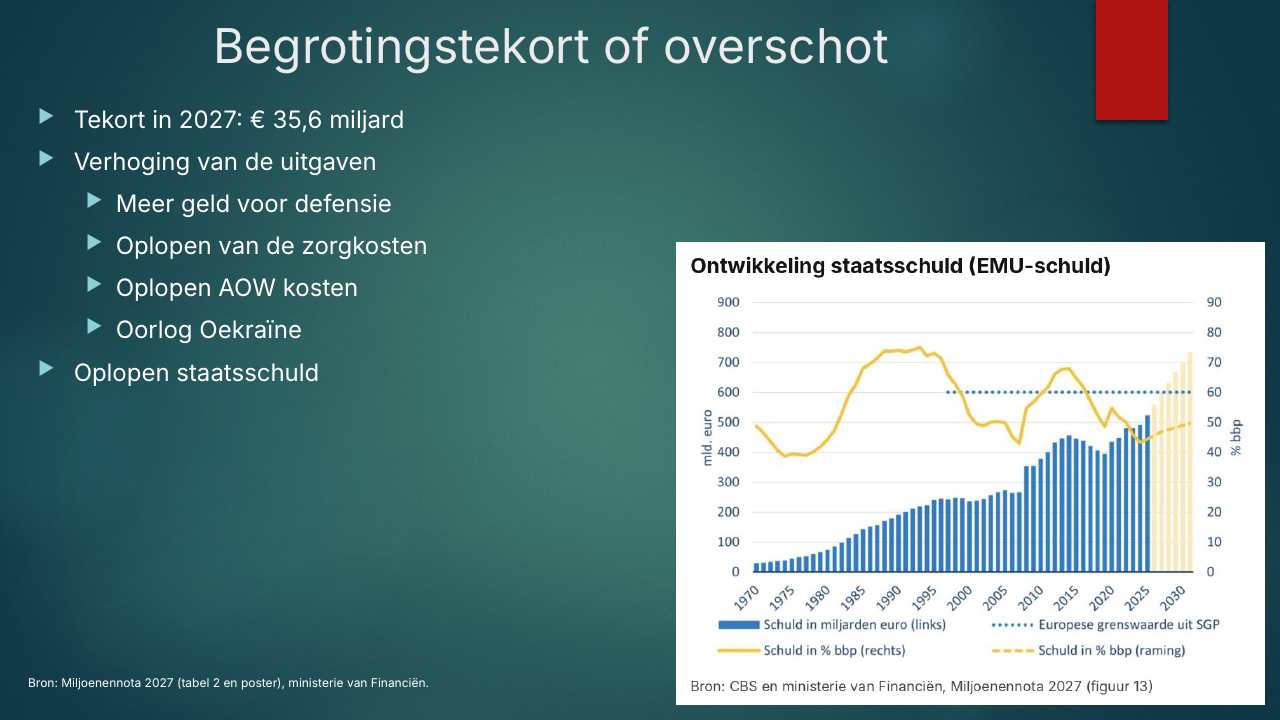 Begrotingstekort of overschot
Tekort in 2027: € 35,6 miljard
Verhoging van de uitgaven
Meer geld voor defensie
Oplopen van de zorgkosten
Oplopen AOW kosten
Oorlog Oekraïne
Oplopen staatsschuld
Bron: Miljoenennota 2027 (tabel 2 en poster), ministerie van Financiën.
Ontwikkeling staatsschuld (EMU-schuld)
900 90
800 80
700 70
600 60
500 50
400 40
300 30
200 20
100 10
0 0
mld. euro
% bbp
1970 1975 1980 1985 1990 1995 2000 2005 2010 2015 2020 2025 2030
Schuld in miljarden euro (links) Europese grenswaarde uit SGP
Schuld in % bbp (rechts) Schuld in % bbp (raming)
Bron: CBS en ministerie van Financiën, Miljoenennota 2027 (figuur 13)